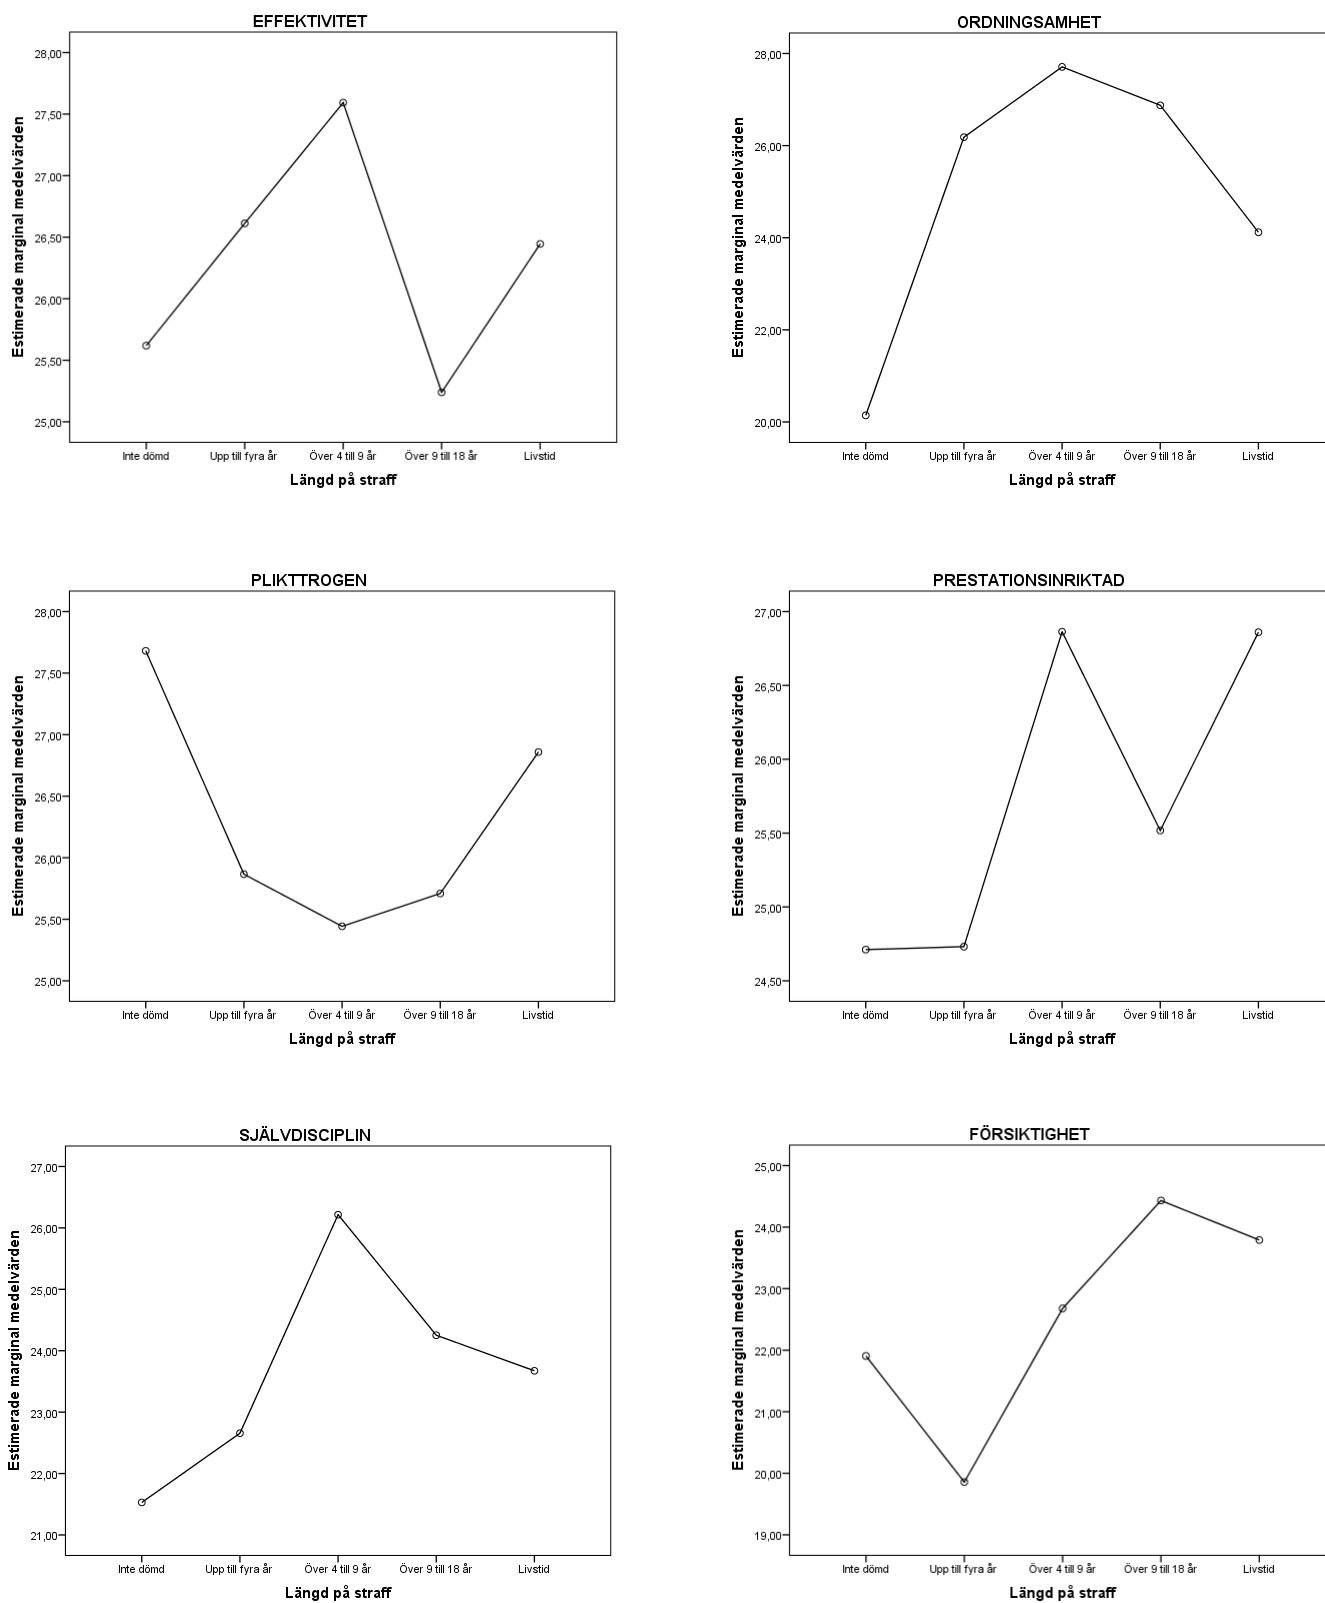 EFFEKTIVITET
Estimerade marginal medelvärden
28,00
27,50
27,00
26,50
26,00
25,50
25,00
Inte dömd Upp till fyra år Över 4 till 9 år Över 9 till 18 år Livstid
Längd på straff
ORDNINGSAMHET
Estimerade marginal medelvärden
28,00
26,00
24,00
22,00
20,00
Inte dömd Upp till fyra år Över 4 till 9 år Över 9 till 18 år Livstid
Längd på straff
PLIKTTROGEN
Estimerade marginal medelvärden
28,00
27,50
27,00
26,50
26,00
25,50
25,00
Inte dömd Upp till fyra år Över 4 till 9 år Över 9 till 18 år Livstid
Längd på straff
PRESTATIONSINRIKTAD
Estimerade marginal medelvärden
27,00
26,50
26,00
25,50
25,00
24,50
Inte dömd Upp till fyra år Över 4 till 9 år Över 9 till 18 år Livstid
Längd på straff
SJÄLVDISCIPLIN
Estimerade marginal medelvärden
27,00
26,00
25,00
24,00
23,00
22,00
21,00
Inte dömd Upp till fyra år Över 4 till 9 år Över 9 till 18 år Livstid
Längd på straff
FÖRSIKTIGHET
Estimerade marginal medelvärden
25,00
24,00
23,00
22,00
21,00
20,00
19,00
Inte dömd Upp till fyra år Över 4 till 9 år Över 9 till 18 år Livstid
Längd på straff